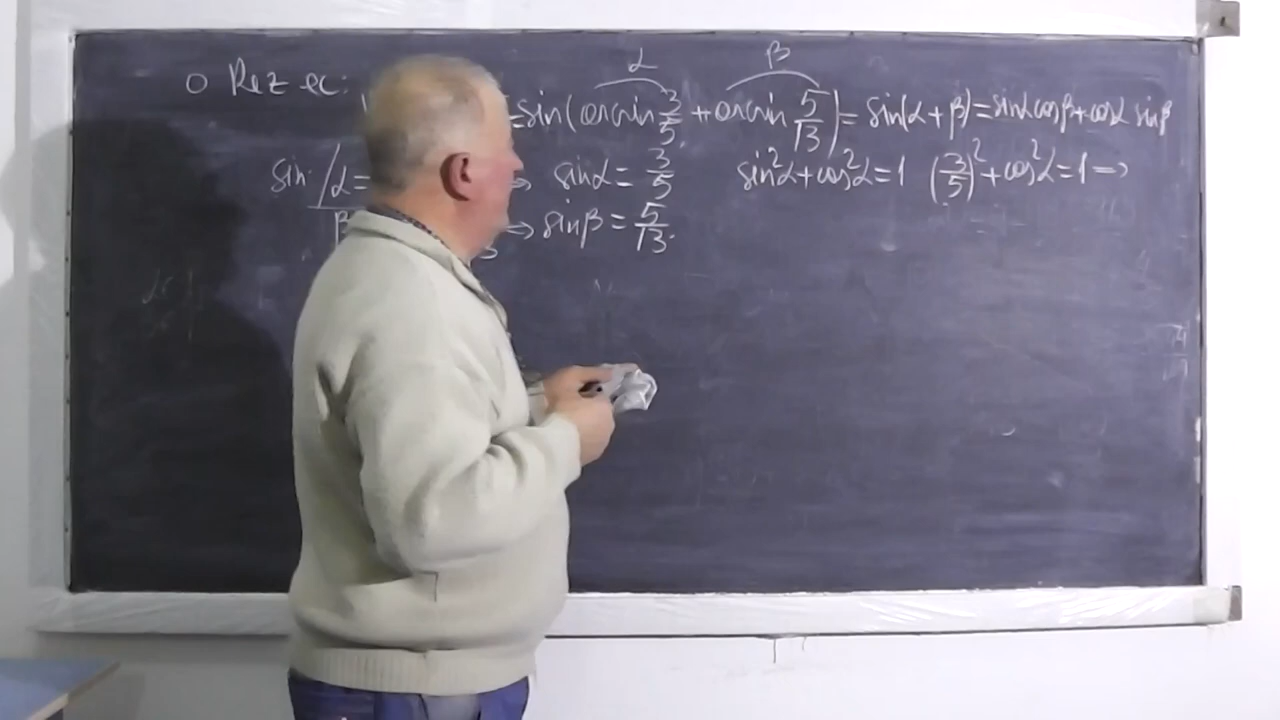 α β
o Rez ec: =sin(arcsin 3/5 + arcsin 5/13) = sin(α + β) = sinα cosβ + cosα sinβ
sin /α = ⇒ sinα = 3/5 sin²α + cos²α = 1 (3/5)² + cos²α = 1 ⇒
β ⇒ sinβ = 5/13.